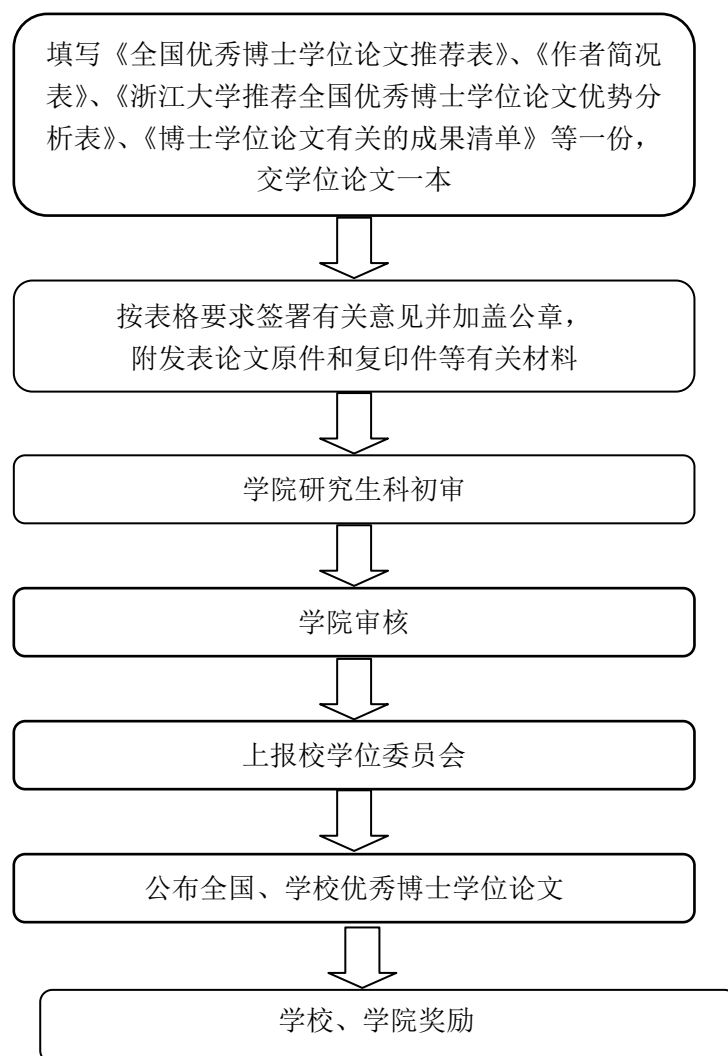 填写《全国优秀博士学位论文推荐表》、《作者简况
表》、《浙江大学推荐全国优秀博士学位论文优势分
析表》、《博士学位论文有关的成果清单》等一份，
交学位论文一本
按表格要求签署有关意见并加盖公章，
附发表论文原件和复印件等有关材料
学院研究生科初审
学院审核
上报校学位委员会
公布全国、学校优秀博士学位论文
学校、学院奖励